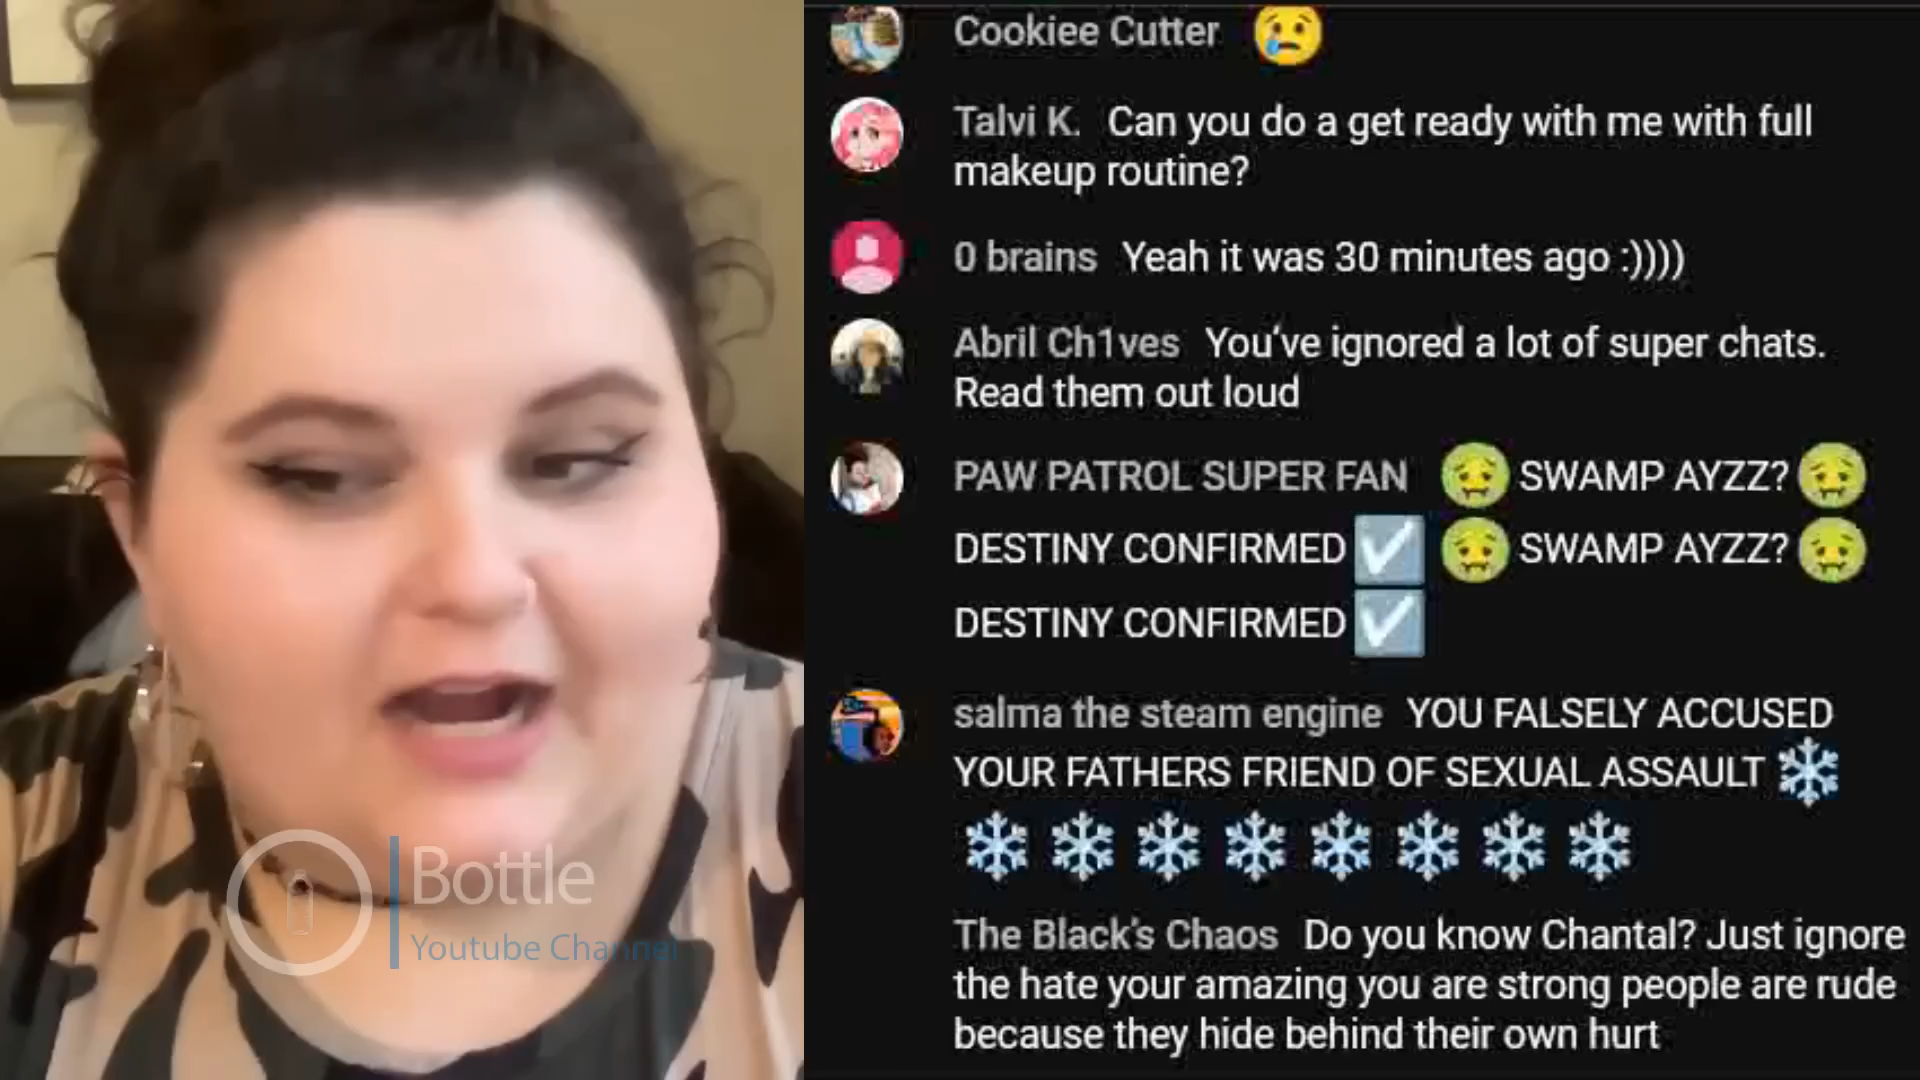 Cookiee Cutter 😢
Talvi K. Can you do a get ready with me with full
makeup routine?
0 brains Yeah it was 30 minutes ago :))))
Abril Ch1ves You've ignored a lot of super chats.
Read them out loud
PAW PATROL SUPER FAN 🤢 SWAMP AYZZ? 🤢
DESTINY CONFIRMED ☑️ 🤢 SWAMP AYZZ? 🤢
DESTINY CONFIRMED ☑️
salma the steam engine YOU FALSELY ACCUSED
YOUR FATHERS FRIEND OF SEXUAL ASSAULT ❄️
❄️ ❄️ ❄️ ❄️ ❄️ ❄️ ❄️ ❄️
The Black's Chaos Do you know Chantal? Just ignore
the hate your amazing you are strong people are rude
because they hide behind their own hurt
Bottle
Youtube Channel